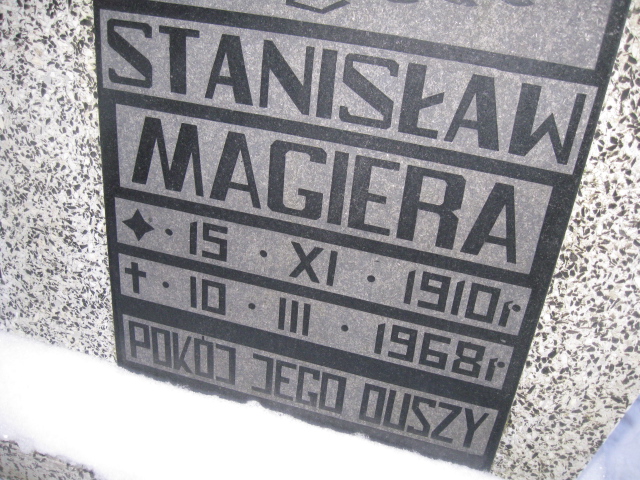 STANISŁAW
MAGIERA
✦ · 15 · XI · 1910r
† · 10 · III · 1968r
POKÓJ JEGO DUSZY